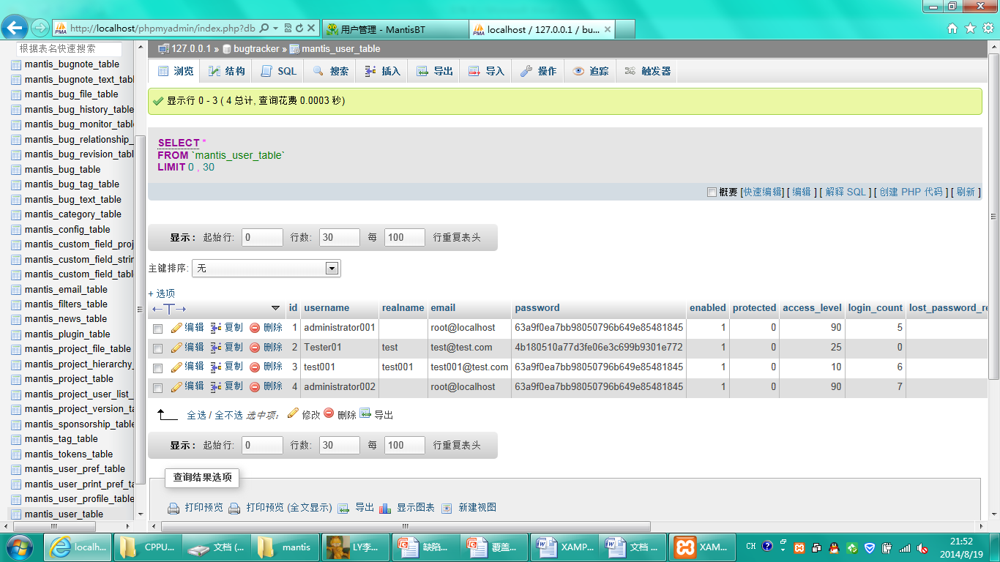 http://localhost/phpmyadmin/index.php?db
用户管理 - MantisBT
localhost / 127.0.0.1 / bu...
根据表名快速搜索
mantis_bugnote_table
mantis_bugnote_text_tabl
mantis_bug_file_table
mantis_bug_history_table
mantis_bug_monitor_table
mantis_bug_relationship_
mantis_bug_revision_tabl
mantis_bug_table
mantis_bug_tag_table
mantis_bug_text_table
mantis_category_table
mantis_config_table
mantis_custom_field_proj
mantis_custom_field_strin
mantis_custom_field_tabl
mantis_email_table
mantis_filters_table
mantis_news_table
mantis_plugin_table
mantis_project_file_table
mantis_project_hierarchy_
mantis_project_table
mantis_project_user_list_
mantis_project_version_ta
mantis_sponsorship_table
mantis_tag_table
mantis_tokens_table
mantis_user_pref_table
mantis_user_print_pref_ta
mantis_user_profile_table
mantis_user_table
127.0.0.1 » bugtracker » mantis_user_table
浏览 结构 SQL 搜索 插入 导出 导入 操作 追踪 触发器
显示行 0 - 3 ( 4 总计, 查询花费 0.0003 秒)
SELECT *
FROM `mantis_user_table`
LIMIT 0 , 30
概要 [快速编辑] [ 编辑 ] [ 解释 SQL ] [ 创建 PHP 代码 ] [ 刷新 ]
显示： 起始行: 0 行数: 30 每 100 行重复表头
主键排序: 无
+ 选项
←T→ id username realname email password enabled protected access_level login_count lost_password_re
编辑 复制 删除 1 administrator001 root@localhost 63a9f0ea7bb98050796b649e85481845 1 0 90 5
编辑 复制 删除 2 Tester01 test test@test.com 4b180510a77d3fe06e3c699b9301e772 1 0 25 0
编辑 复制 删除 3 test001 test001 test001@test.com 63a9f0ea7bb98050796b649e85481845 1 0 10 6
编辑 复制 删除 4 administrator002 root@localhost 63a9f0ea7bb98050796b649e85481845 1 0 90 7
全选 / 全不选 选中项： 修改 删除 导出
显示： 起始行: 0 行数: 30 每 100 行重复表头
查询结果选项
打印预览 打印预览 (全文显示) 导出 显示图表 新建视图
localh... CPPU... 文档 (... mantis LY李... 缺陷... 覆盖... XAMP... 文档 ... XAM... CH 21:52
2014/8/19